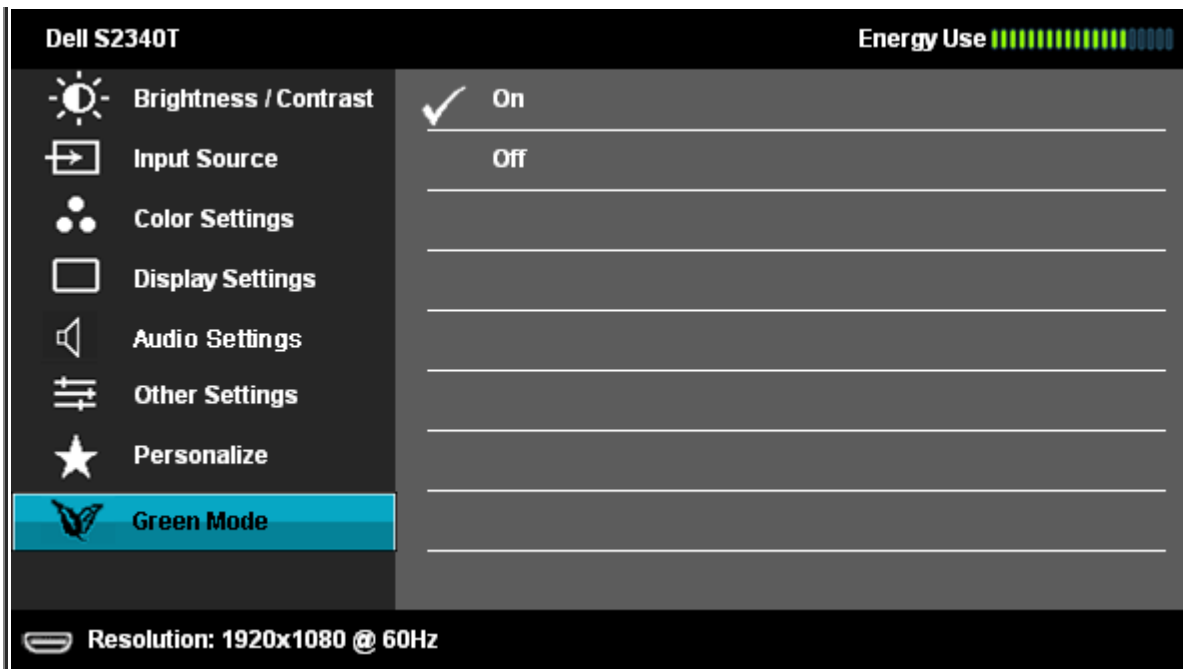 Dell S2340T
Energy Use
Brightness / Contrast
On
Input Source
Off
Color Settings
Display Settings
Audio Settings
Other Settings
Personalize
Green Mode
Resolution: 1920x1080 @ 60Hz